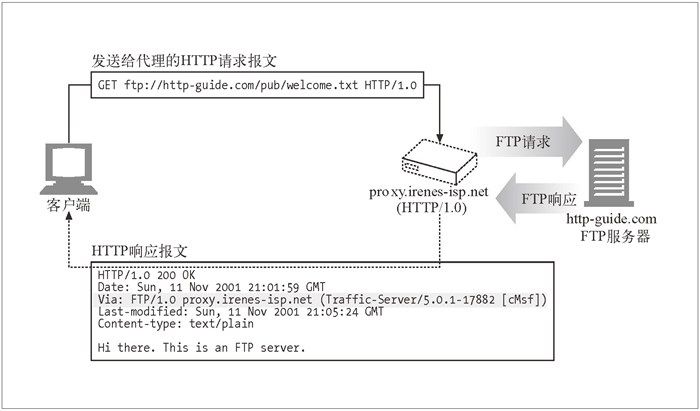 发送给代理的HTTP请求报文
GET ftp://http-guide.com/pub/welcome.txt HTTP/1.0
FTP请求
客户端
proxy.irenes-isp.net
(HTTP/1.0)
FTP响应
http-guide.com
FTP服务器
HTTP响应报文
HTTP/1.0 200 OK
Date: Sun, 11 Nov 2001 21:01:59 GMT
Via: FTP/1.0 proxy.irenes-isp.net (Traffic-Server/5.0.1-17882 [cMsf])
Last-modified: Sun, 11 Nov 2001 21:05:24 GMT
Content-type: text/plain
Hi there. This is an FTP server.